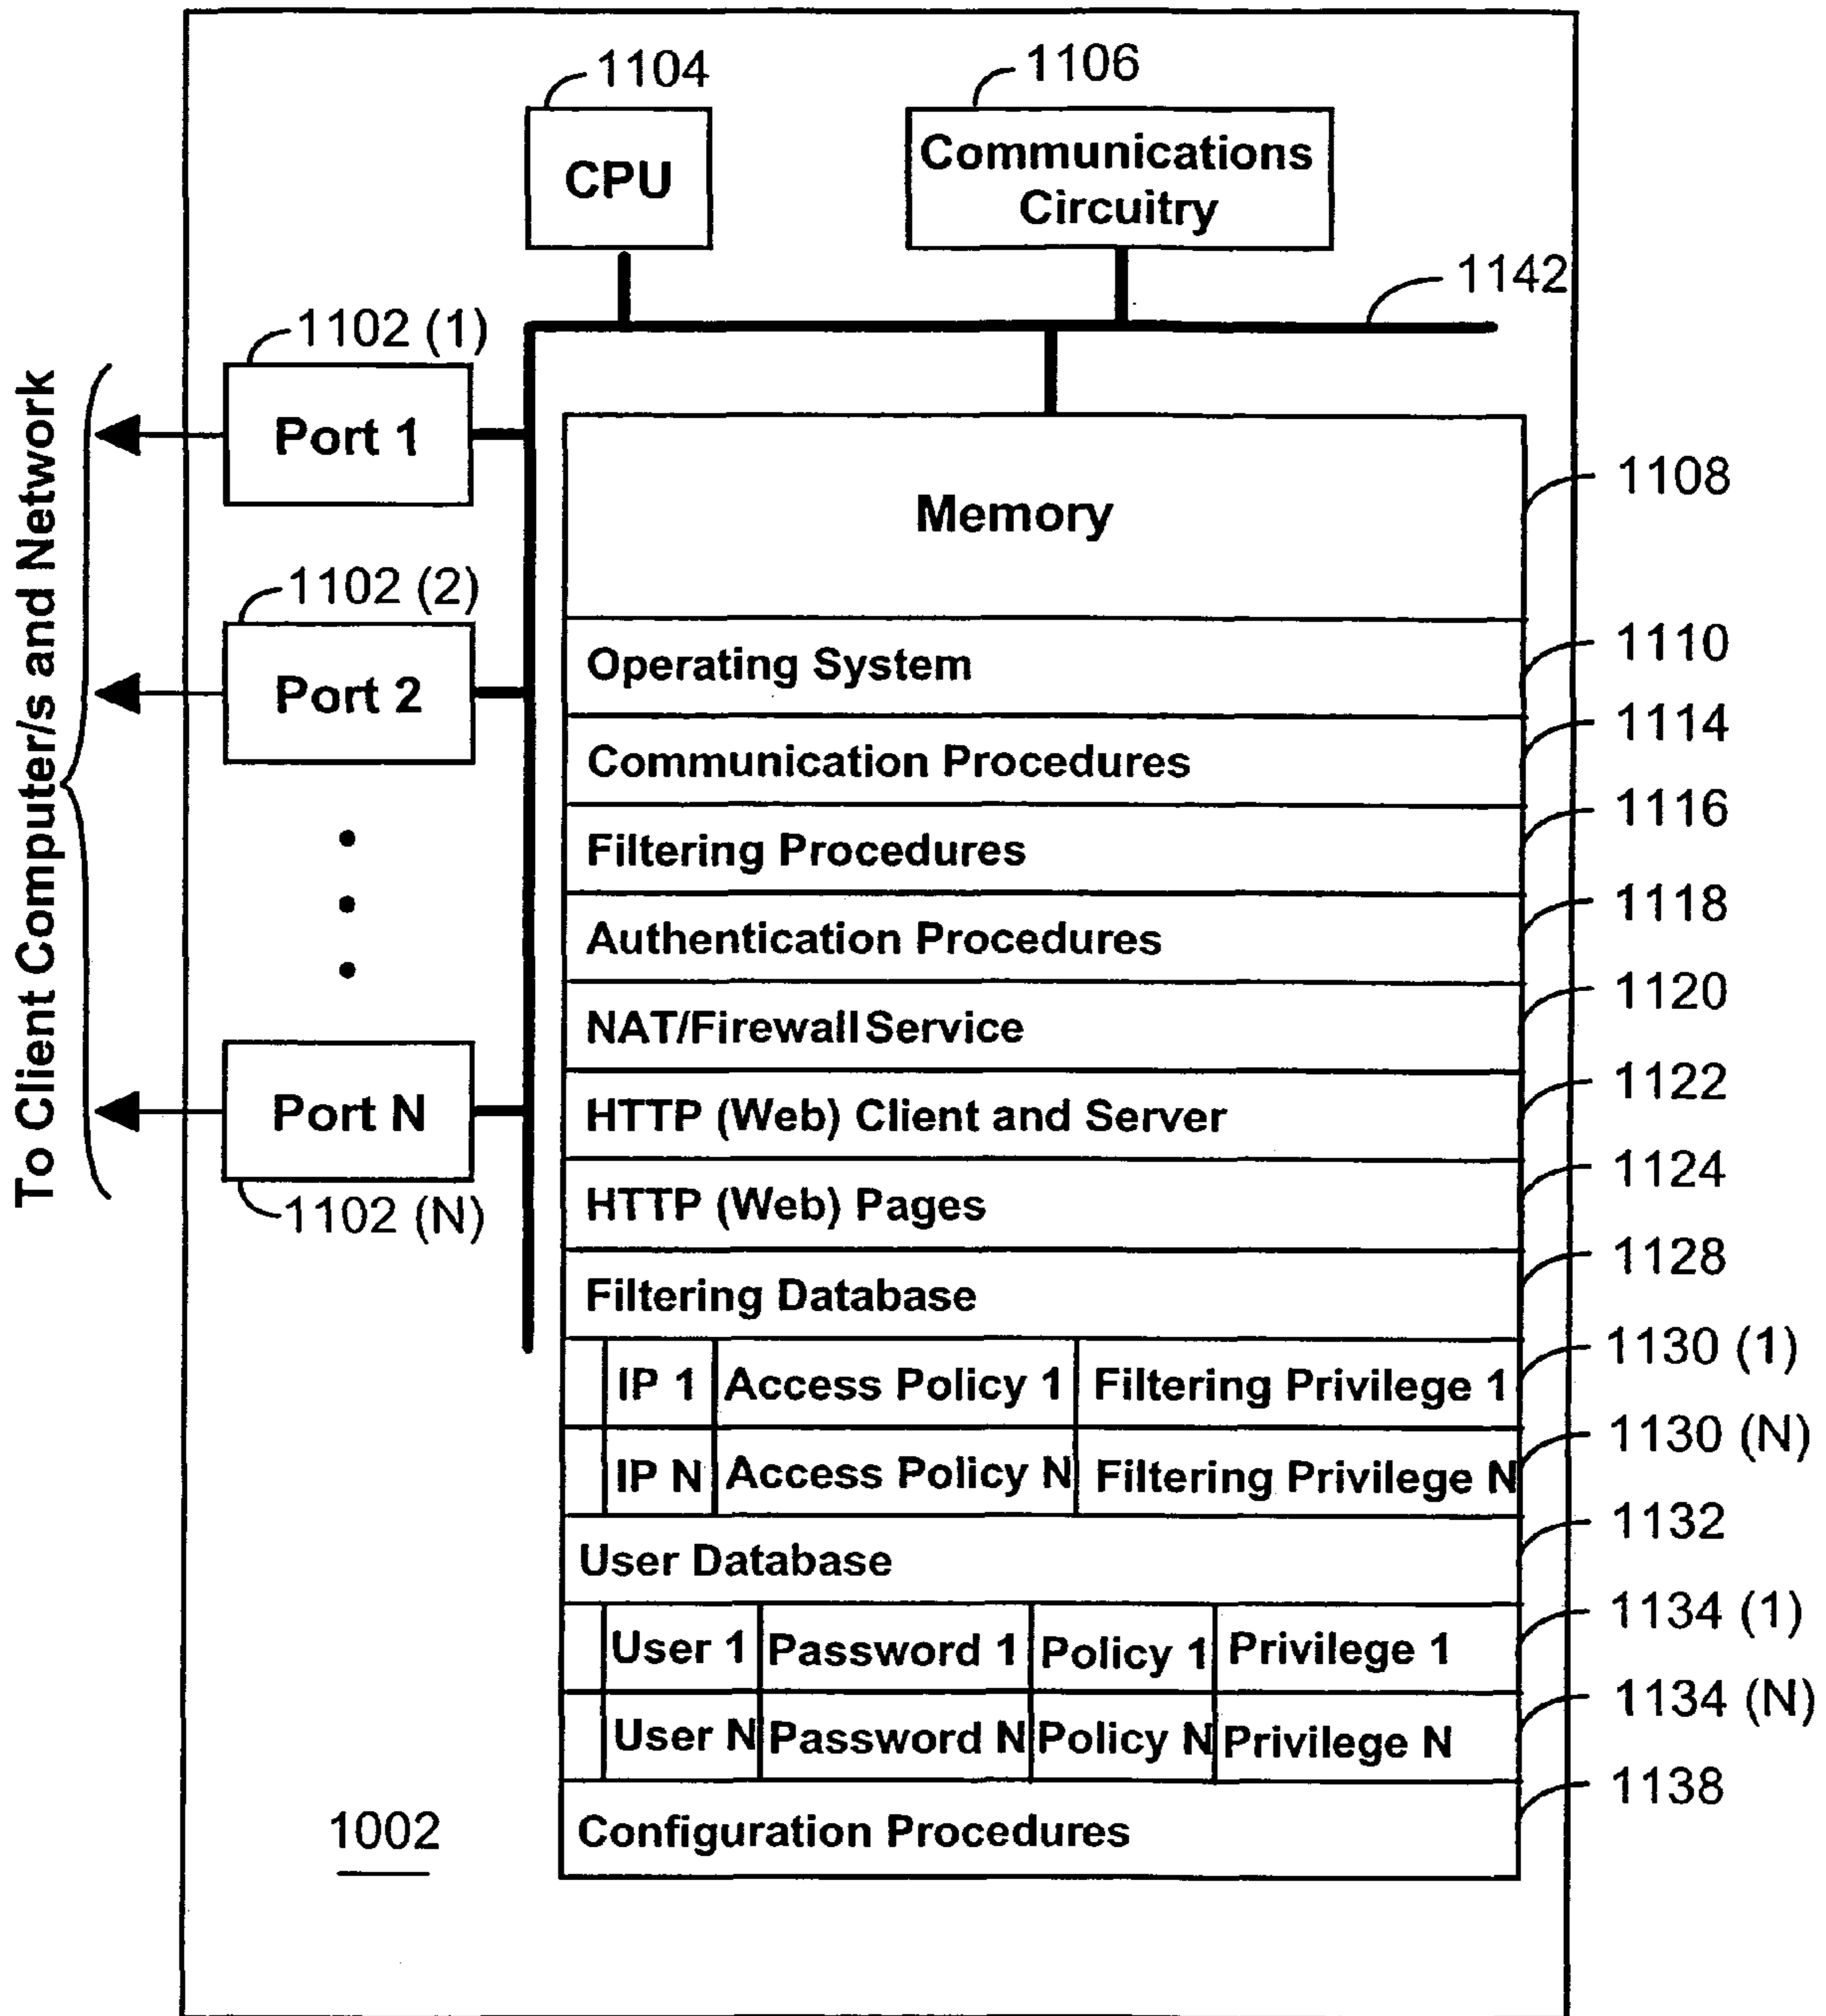 1104
1106
CPU
Communications
Circuitry
1142
1102 (1)
Port 1
To Client Computer/s and Network
1102 (2)
Port 2
Port N
1102 (N)
Memory
1108
Operating System
1110
Communication Procedures
1114
Filtering Procedures
1116
Authentication Procedures
1118
NAT/Firewall Service
1120
HTTP (Web) Client and Server
1122
HTTP (Web) Pages
1124
Filtering Database
1128
IP 1 Access Policy 1 Filtering Privilege 1
1130 (1)
IP N Access Policy N Filtering Privilege N
1130 (N)
User Database
1132
User 1 Password 1 Policy 1 Privilege 1
1134 (1)
User N Password N Policy N Privilege N
1134 (N)
Configuration Procedures
1138
1002